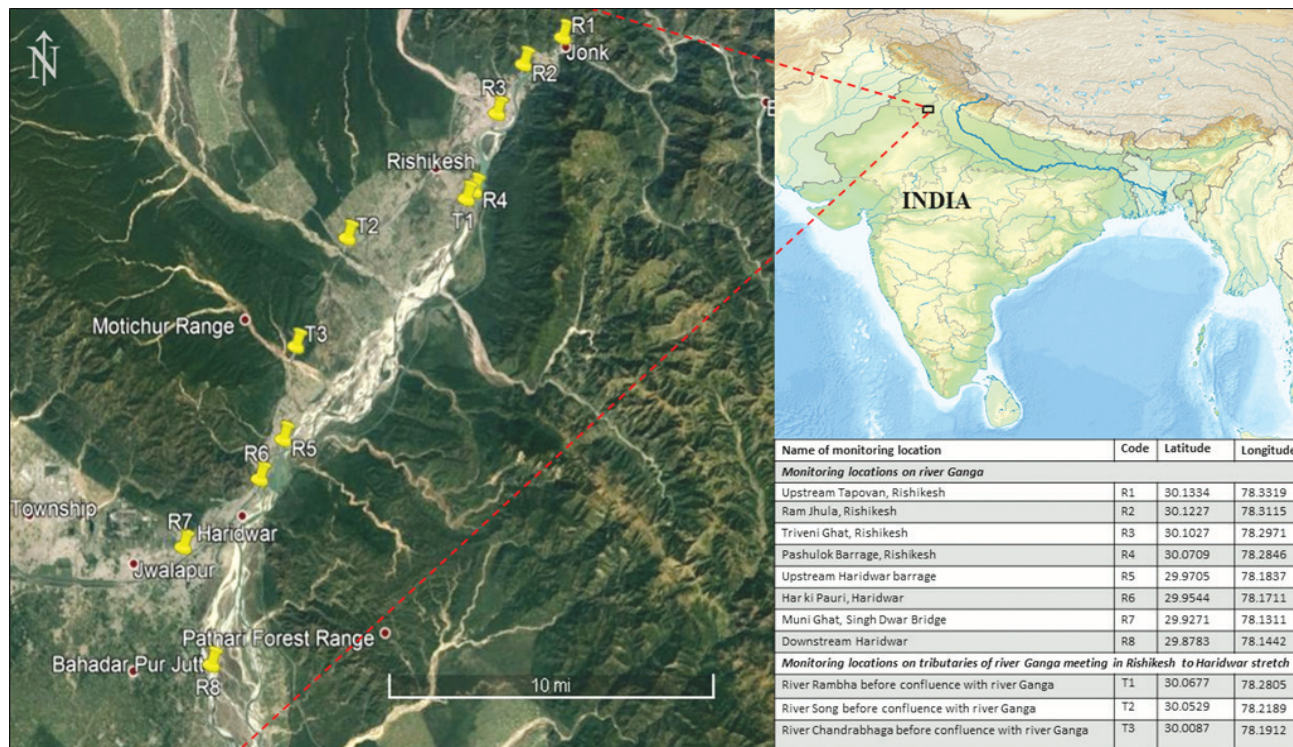 N
R1
Jonk
R2
R3
Rishikesh
R4
T1
T2
Motichur Range
T3
R5
R6
Township
R7
Haridwar
Jwalapur
Pathari Forest Range
Bahadar Pur Jutt
R8
10 mi
INDIA
Name of monitoring location Code Latitude Longitude
Monitoring locations on river Ganga
Upstream Tapovan, Rishikesh R1 30.1334 78.3319
Ram Jhula, Rishikesh R2 30.1227 78.3115
Triveni Ghat, Rishikesh R3 30.1027 78.2971
Pashulok Barrage, Rishikesh R4 30.0709 78.2846
Upstream Haridwar barrage R5 29.9705 78.1837
Har ki Pauri, Haridwar R6 29.9544 78.1711
Muni Ghat, Singh Dwar Bridge R7 29.9271 78.1311
Downstream Haridwar R8 29.8783 78.1442
Monitoring locations on tributaries of river Ganga meeting in Rishikesh to Haridwar stretch
River Rambha before confluence with river Ganga T1 30.0677 78.2805
River Song before confluence with river Ganga T2 30.0529 78.2189
River Chandrabhaga before confluence with river Ganga T3 30.0087 78.1912